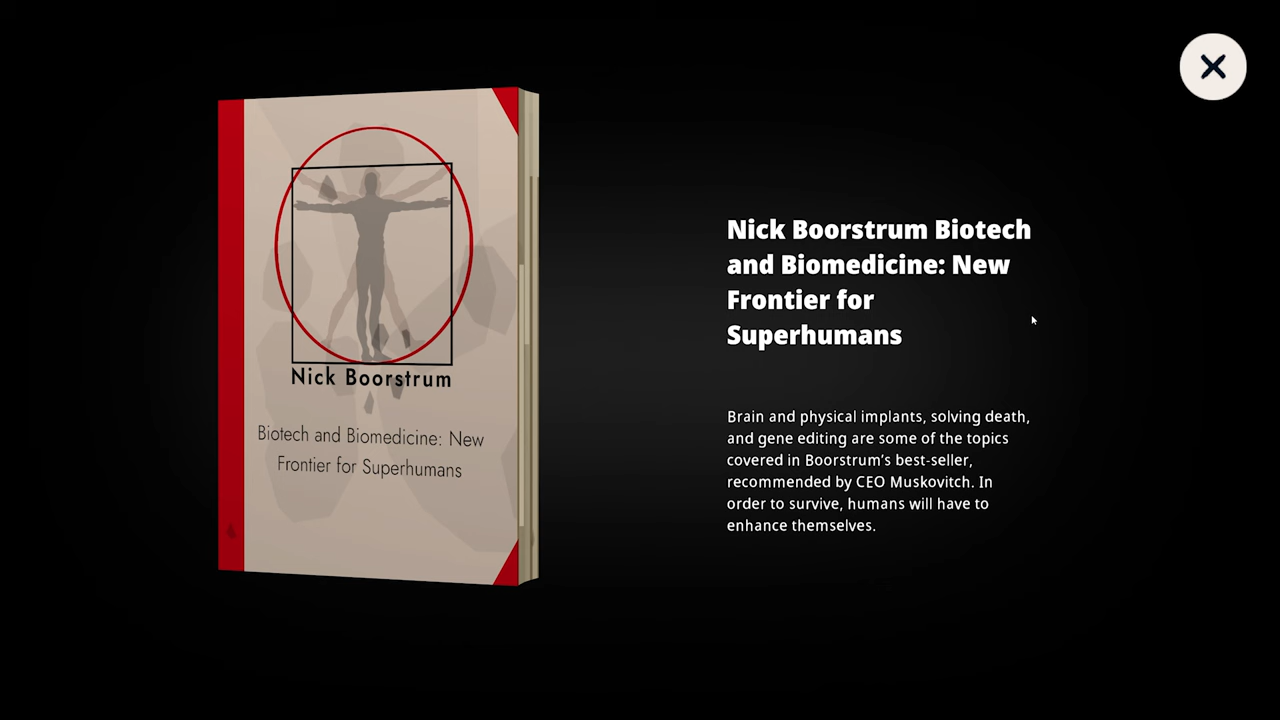 Nick Boorstrum
Biotech and Biomedicine: New
Frontier for Superhumans
Nick Boorstrum Biotech
and Biomedicine: New
Frontier for
Superhumans
Brain and physical implants, solving death,
and gene editing are some of the topics
covered in Boorstrum’s best-seller,
recommended by CEO Muskovitch. In
order to survive, humans will have to
enhance themselves.